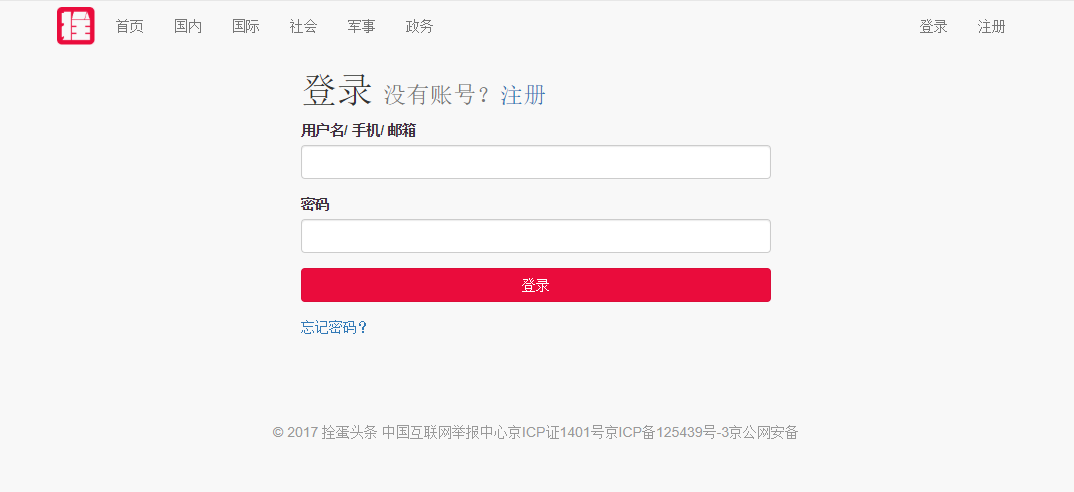 拴 首页 国内 国际 社会 军事 政务 登录 注册
登录 没有账号？注册
用户名/ 手机/ 邮箱
密码
登录
忘记密码？
© 2017 拴蛋头条 中国互联网举报中心京ICP证1401号京ICP备125439号-3京公网安备